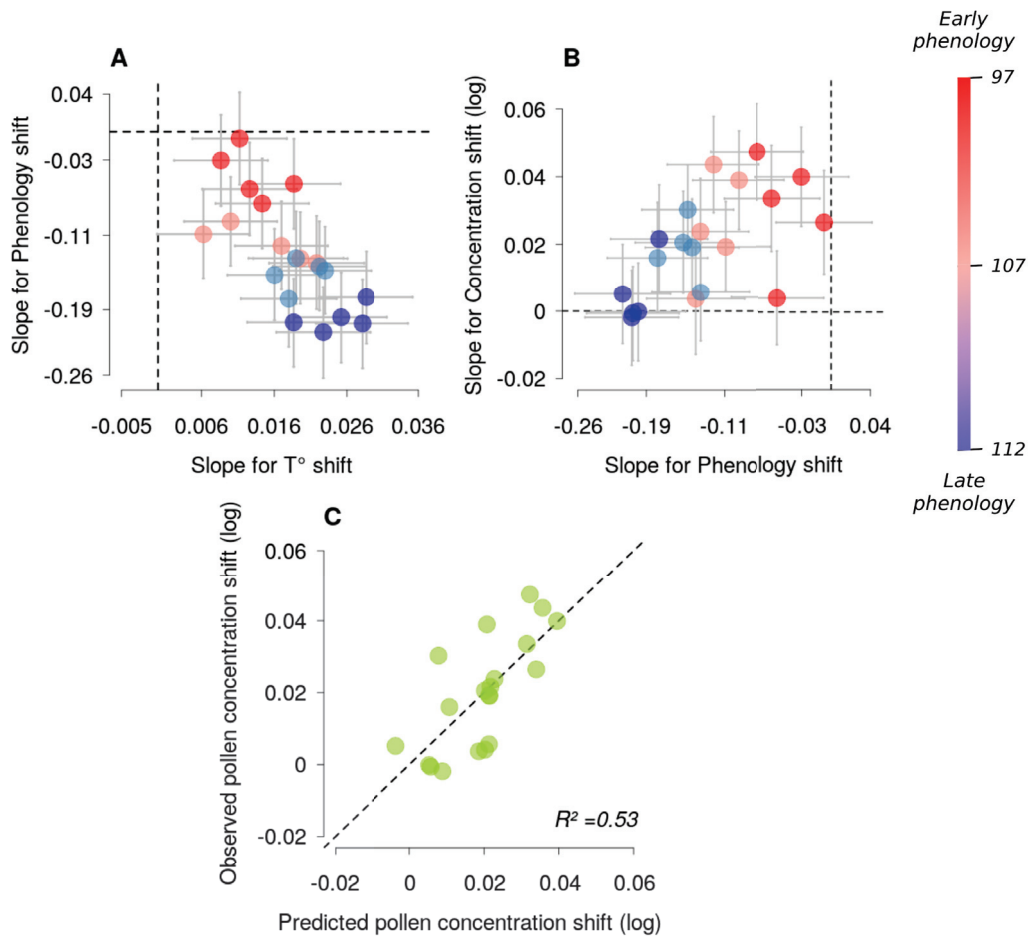 A
Slope for Phenology shift
0.04
-0.03
-0.11
-0.19
-0.26
-0.005 0.006 0.016 0.026 0.036
Slope for T° shift
B
Slope for Concentration shift (log)
0.06
0.04
0.02
0
-0.02
-0.26 -0.19 -0.11 -0.03 0.04
Slope for Phenology shift
Early
phenology
97
107
112
Late
phenology
C
Observed pollen concentration shift (log)
0.06
0.04
0.02
0
-0.02
R² =0.53
-0.02 0 0.02 0.04 0.06
Predicted pollen concentration shift (log)